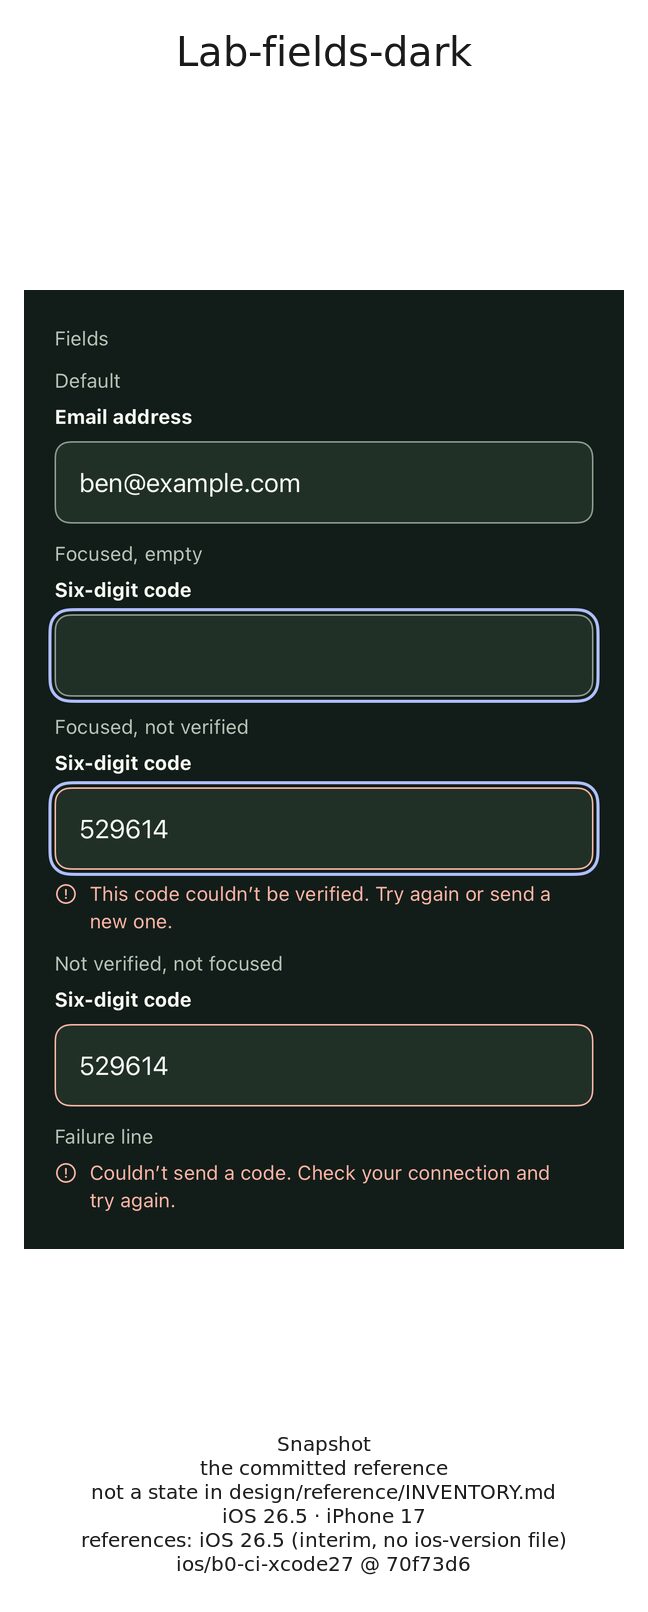 Lab-fields-dark
Fields
Default
Email address
ben@example.com
Focused, empty
Six-digit code
Focused, not verified
Six-digit code
529614
This code couldn’t be verified. Try again or send a
new one.
Not verified, not focused
Six-digit code
529614
Failure line
Couldn’t send a code. Check your connection and
try again.
Snapshot
the committed reference
not a state in design/reference/INVENTORY.md
iOS 26.5 · iPhone 17
references: iOS 26.5 (interim, no ios-version file)
ios/b0-ci-xcode27 @ 70f73d6